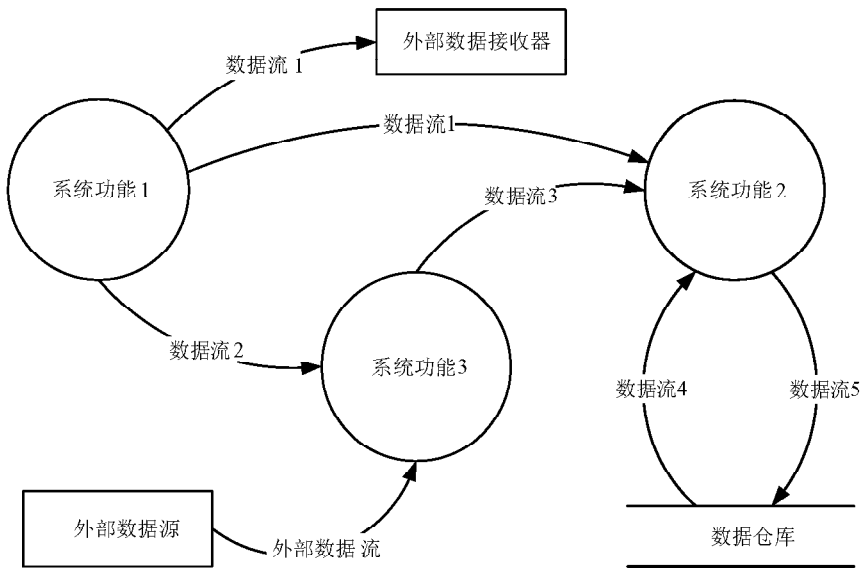 外部数据接收器
数据流 1
数据流1
系统功能 1
系统功能 2
数据流3
数据流2
系统功能3
数据流4
数据流5
外部数据源
外部数据 流
数据仓库